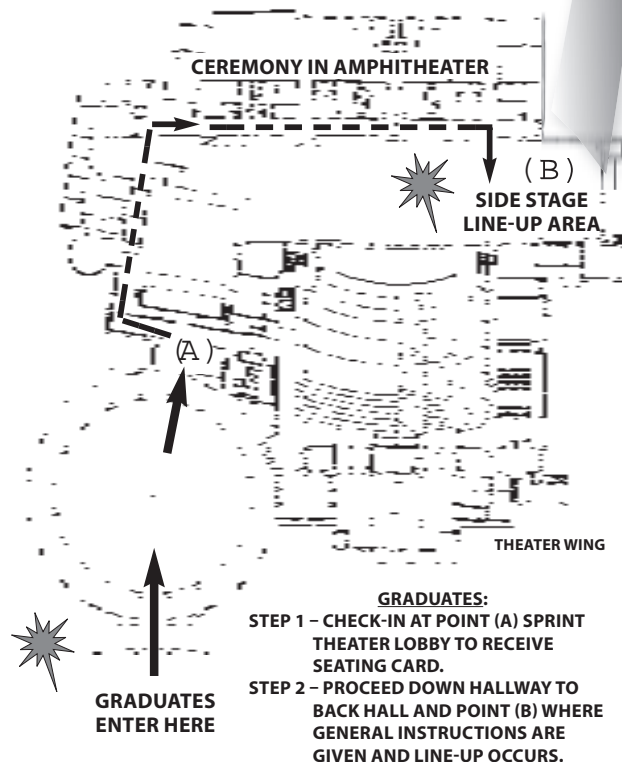 CEREMONY IN AMPHITHEATER
(B)
SIDE STAGE
LINE-UP AREA
(A)
THEATER WING
GRADUATES
ENTER HERE
GRADUATES:
STEP 1 – CHECK-IN AT POINT (A) SPRINT
THEATER LOBBY TO RECEIVE
SEATING CARD.
STEP 2 – PROCEED DOWN HALLWAY TO
BACK HALL AND POINT (B) WHERE
GENERAL INSTRUCTIONS ARE
GIVEN AND LINE-UP OCCURS.